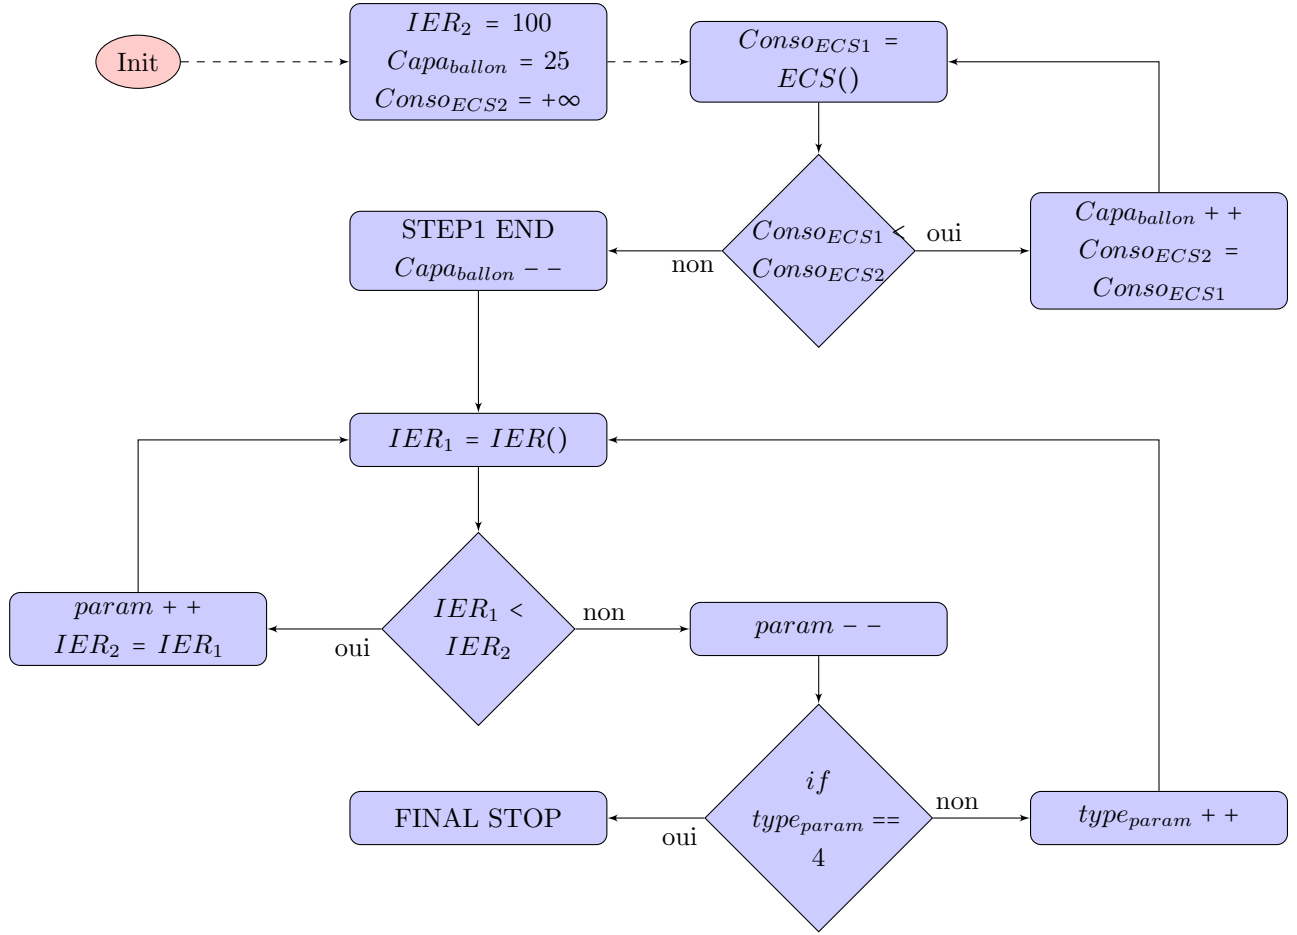 Init
IER₂ = 100
Capa_ballon = 25
Conso_ECS2 = +∞
Conso_ECS1 =
ECS()
Conso_ECS1 <
Conso_ECS2
oui
non
Capa_ballon + +
Conso_ECS2 =
Conso_ECS1
STEP1 END
Capa_ballon − −
IER₁ = IER()
IER₁ <
IER₂
oui
non
param + +
IER₂ = IER₁
param − −
if
type_param ==
4
oui
non
FINAL STOP
type_param + +